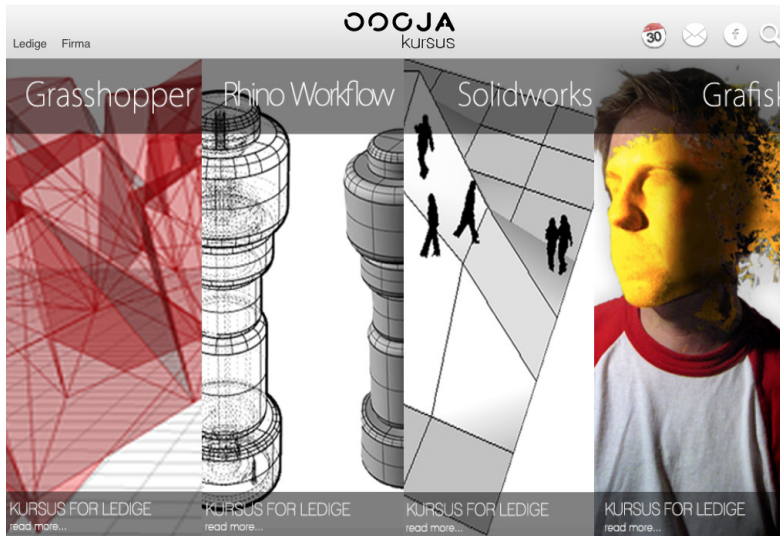 OOOJA
kursus
Ledige Firma
30
f
Grasshopper
Rhino Workflow
Solidworks
Grafisk
KURSUS FOR LEDIGE
read more...
KURSUS FOR LEDIGE
read more...
KURSUS FOR LEDIGE
read more...
KURSUS FOR LEDIGE
read more...